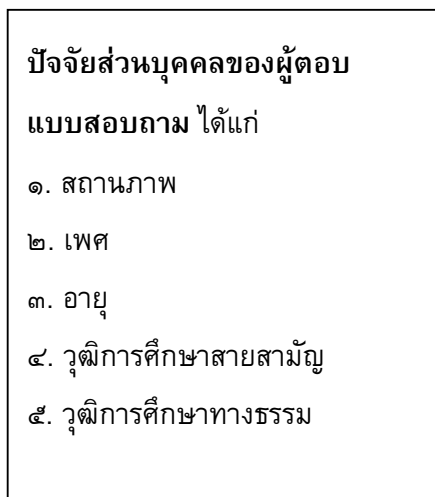 ปัจจัยส่วนบุคคลของผู้ตอบ
แบบสอบถาม ได้แก่
๑. สถานภาพ
๒. เพศ
๓. อายุ
๔. วุฒิการศึกษาสายสามัญ
๕. วุฒิการศึกษาทางธรรม